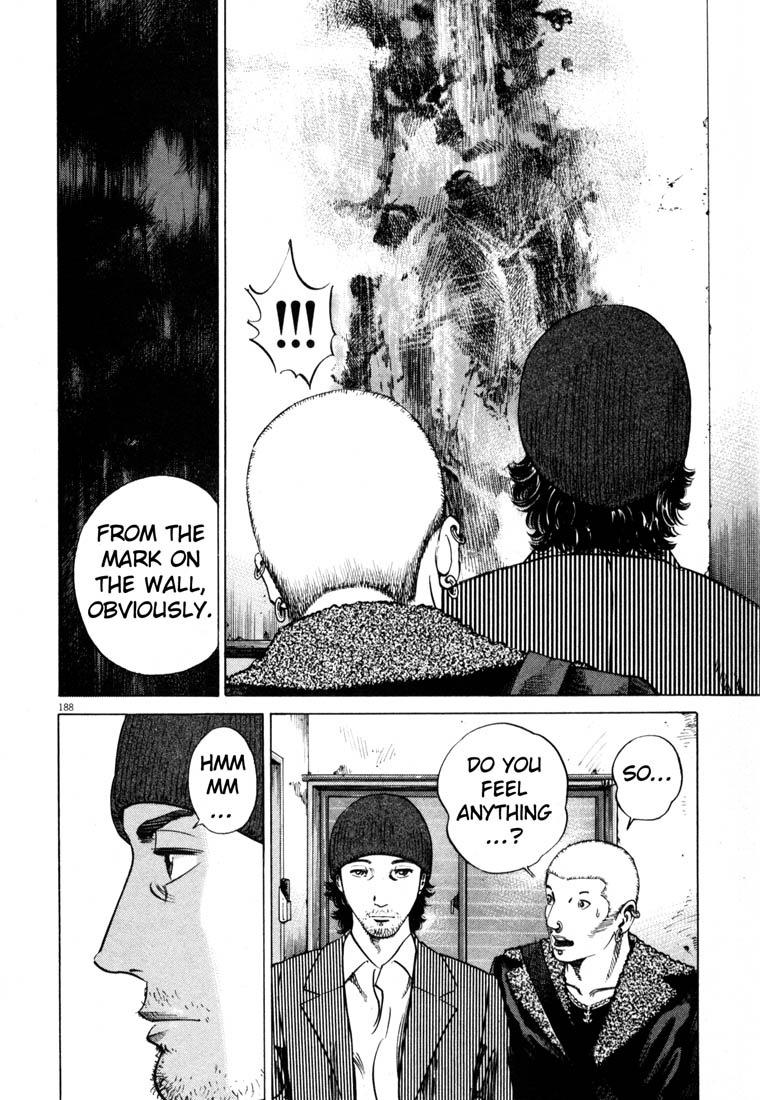 !!!
FROM THE
MARK ON
THE WALL,
OBVIOUSLY.
188
SO...
DO YOU
FEEL
ANYTHING
...?
HMM
MM
...